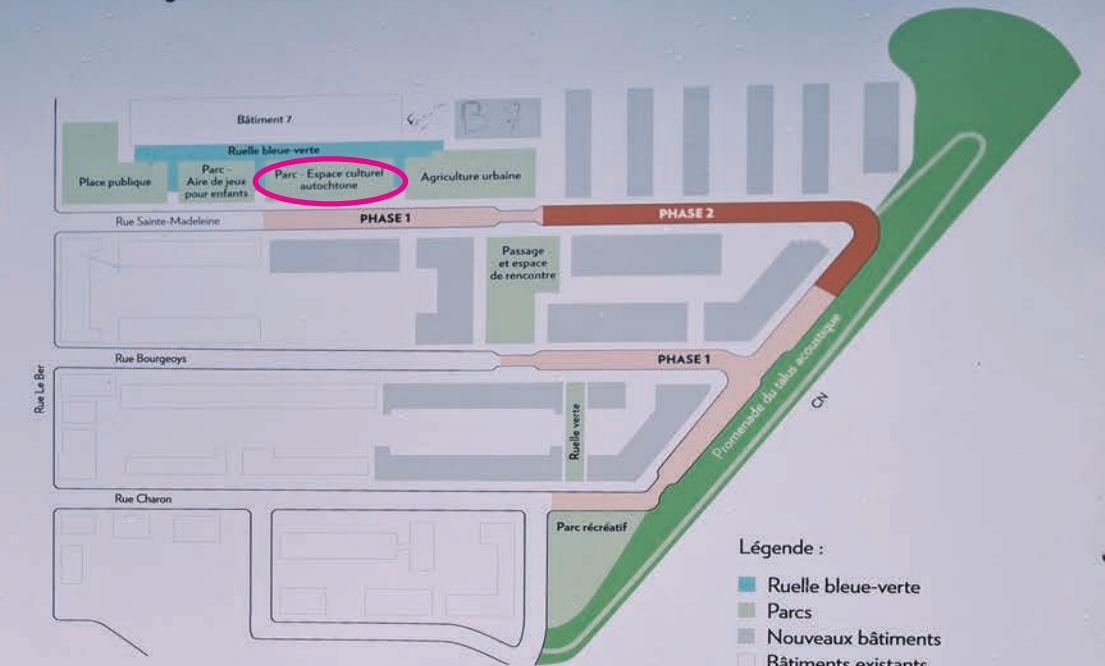 Bâtiment 7
B 7
Ruelle bleue-verte
Place publique
Parc -
Aire de jeux
pour enfants
Parc - Espace culturel
autochtone
Agriculture urbaine
Rue Sainte-Madeleine
PHASE 1
PHASE 2
Passage
et espace
de rencontre
Rue Bourgeoys
PHASE 1
Rue Le Ber
Promenade du talus acoustique
CN
Ruelle verte
Rue Charon
Parc récréatif
Légende :
Ruelle bleue-verte
Parcs
Nouveaux bâtiments
Bâtiments existants